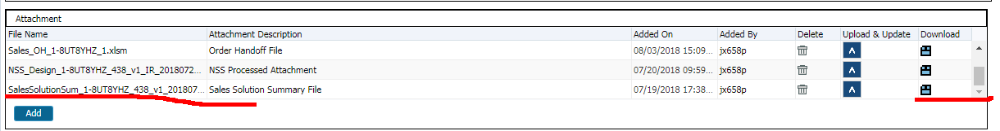 Attachment
File Name Attachment Description Added On Added By Delete Upload & Update Download
Sales_OH_1-8UT8YHZ_1.xlsm Order Handoff File 08/03/2018 15:09... jx658p
NSS_Design_1-8UT8YHZ_438_v1_IR_2018072... NSS Processed Attachment 07/20/2018 09:59... jx658p
SalesSolutionSum_1-8UT8YHZ_438_v1_201807... Sales Solution Summary File 07/19/2018 17:38... jx658p
Add